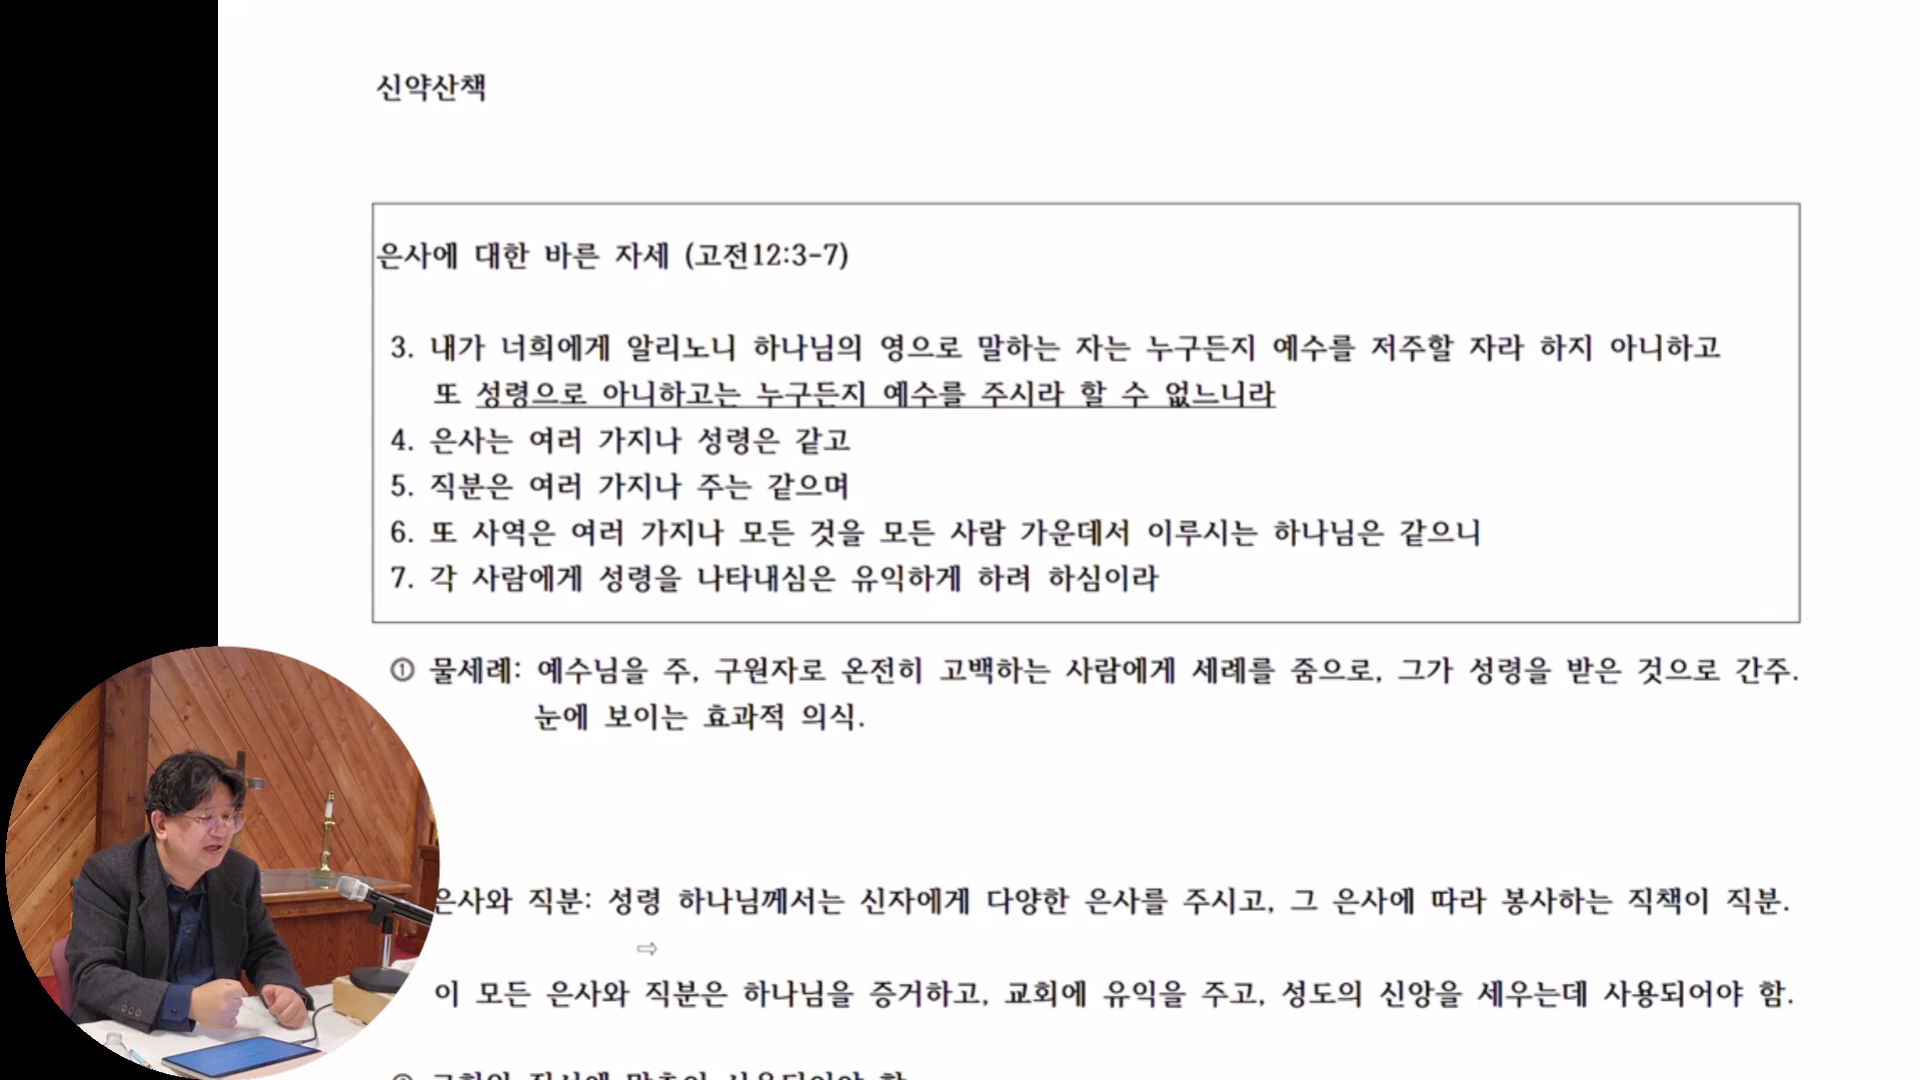 신약산책
은사에 대한 바른 자세 (고전12:3-7)
3. 내가 너희에게 알리노니 하나님의 영으로 말하는 자는 누구든지 예수를 저주할 자라 하지 아니하고
또 성령으로 아니하고는 누구든지 예수를 주시라 할 수 없느니라
4. 은사는 여러 가지나 성령은 같고
5. 직분은 여러 가지나 주는 같으며
6. 또 사역은 여러 가지나 모든 것을 모든 사람 가운데서 이루시는 하나님은 같으니
7. 각 사람에게 성령을 나타내심은 유익하게 하려 하심이라
① 물세례: 예수님을 주, 구원자로 온전히 고백하는 사람에게 세례를 줌으로, 그가 성령을 받은 것으로 간주.
눈에 보이는 효과적 의식.
은사와 직분: 성령 하나님께서는 신자에게 다양한 은사를 주시고, 그 은사에 따라 봉사하는 직책이 직분.
⇨
이 모든 은사와 직분은 하나님을 증거하고, 교회에 유익을 주고, 성도의 신앙을 세우는데 사용되어야 함.